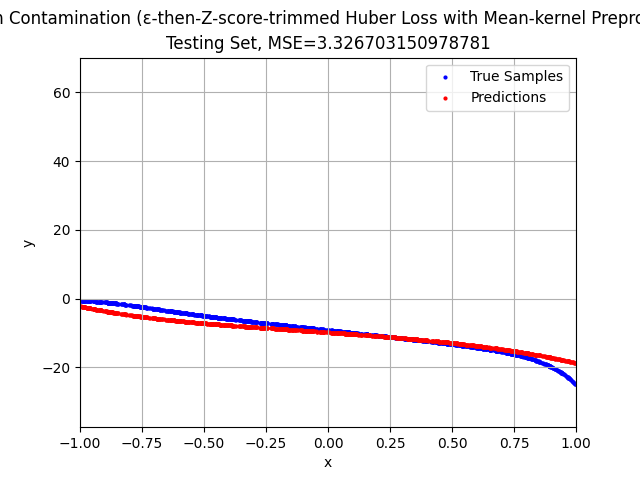 Contamination (ε-then-Z-score-trimmed Huber Loss with Mean-kernel
Testing Set, MSE=3.326703150978781
True Samples
Predictions
60
40
20
0
−20
y
−1.00 −0.75 −0.50 −0.25 0.00 0.25 0.50 0.75 1.00
x